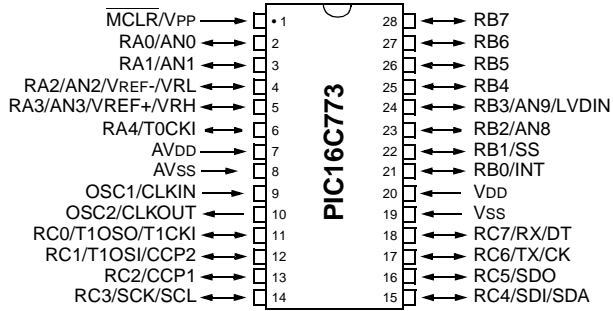 MCLR/VPP 1 28 RB7
RA0/AN0 2 27 RB6
RA1/AN1 3 26 RB5
RA2/AN2/VREF-/VRL 4 25 RB4
RA3/AN3/VREF+/VRH 5 24 RB3/AN9/LVDIN
RA4/T0CKI 6 23 RB2/AN8
AVDD 7 22 RB1/SS
AVSS 8 21 RB0/INT
OSC1/CLKIN 9 20 VDD
OSC2/CLKOUT 10 19 VSS
RC0/T1OSO/T1CKI 11 18 RC7/RX/DT
RC1/T1OSI/CCP2 12 17 RC6/TX/CK
RC2/CCP1 13 16 RC5/SDO
RC3/SCK/SCL 14 15 RC4/SDI/SDA
PIC16C773